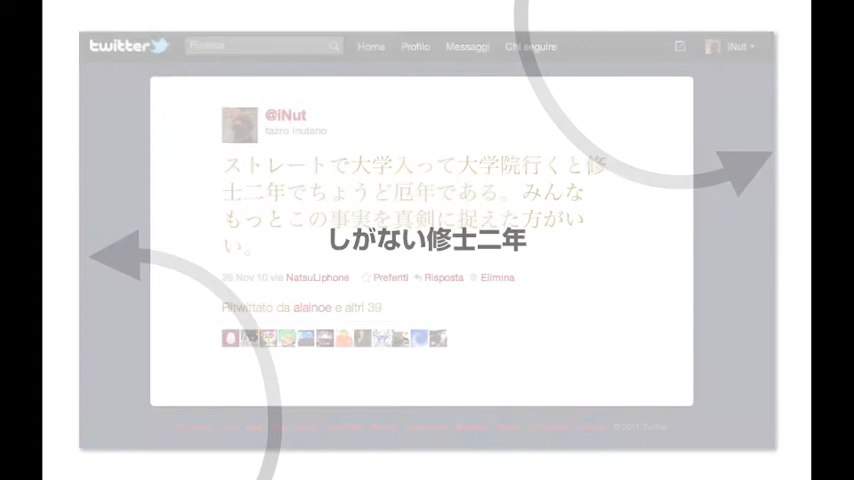 twitter
Ricerca
Home Profilo Messaggi Chi seguire
iNut
@iNut
tazro inutano
ストレートで大学入って大学院行くと修
士二年でちょうど厄年である。みんな
もっとこの事実を真剣に捉えた方がい
い。
しがない修士二年
28 Nov 10 via NatsuLiphone Preferiti Risposta Elimina
Ritwittato da alainoe e altri 39
© 2011 Twitter